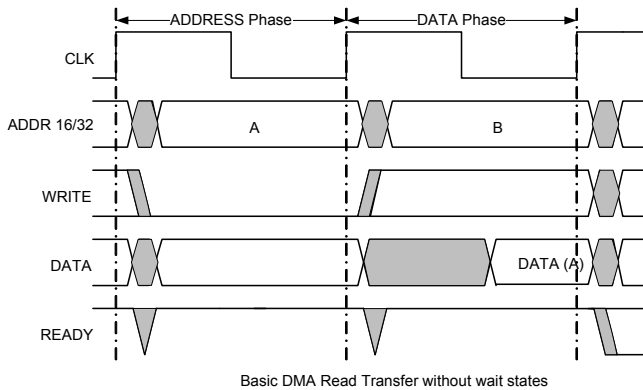 ADDRESS Phase DATA Phase
CLK
ADDR 16/32 A B
WRITE
DATA DATA (A)
READY
Basic DMA Read Transfer without wait states